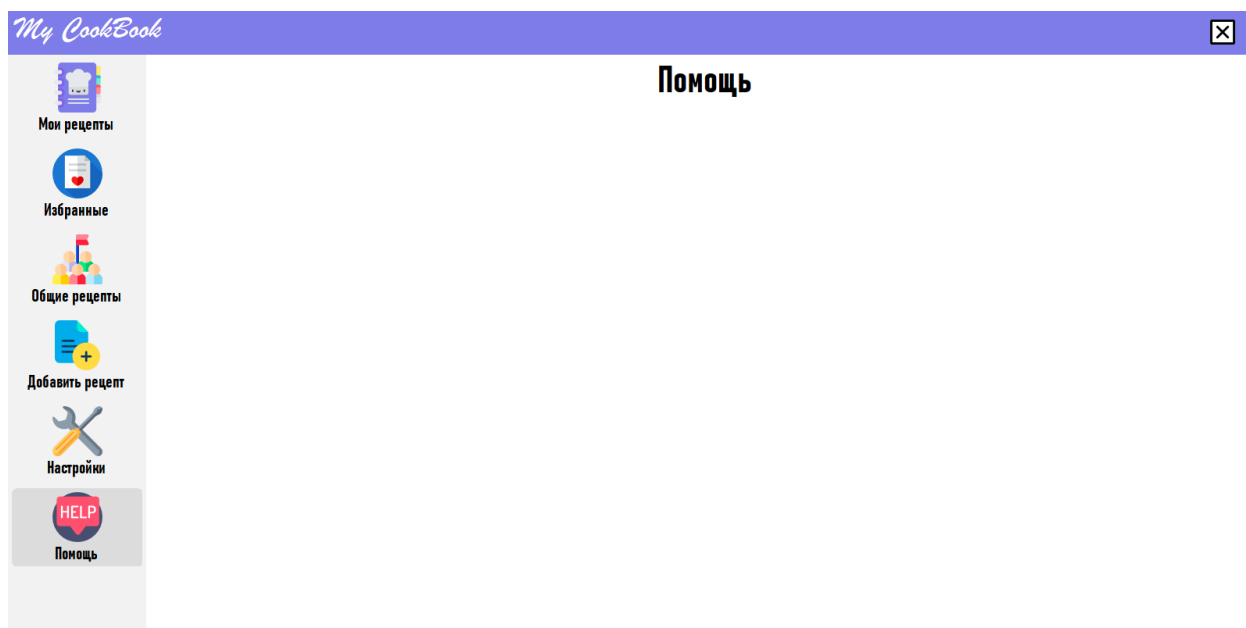 My CookBook
Помощь
Мои рецепты
Избранные
Общие рецепты
Добавить рецепт
Настройки
HELP
Помощь